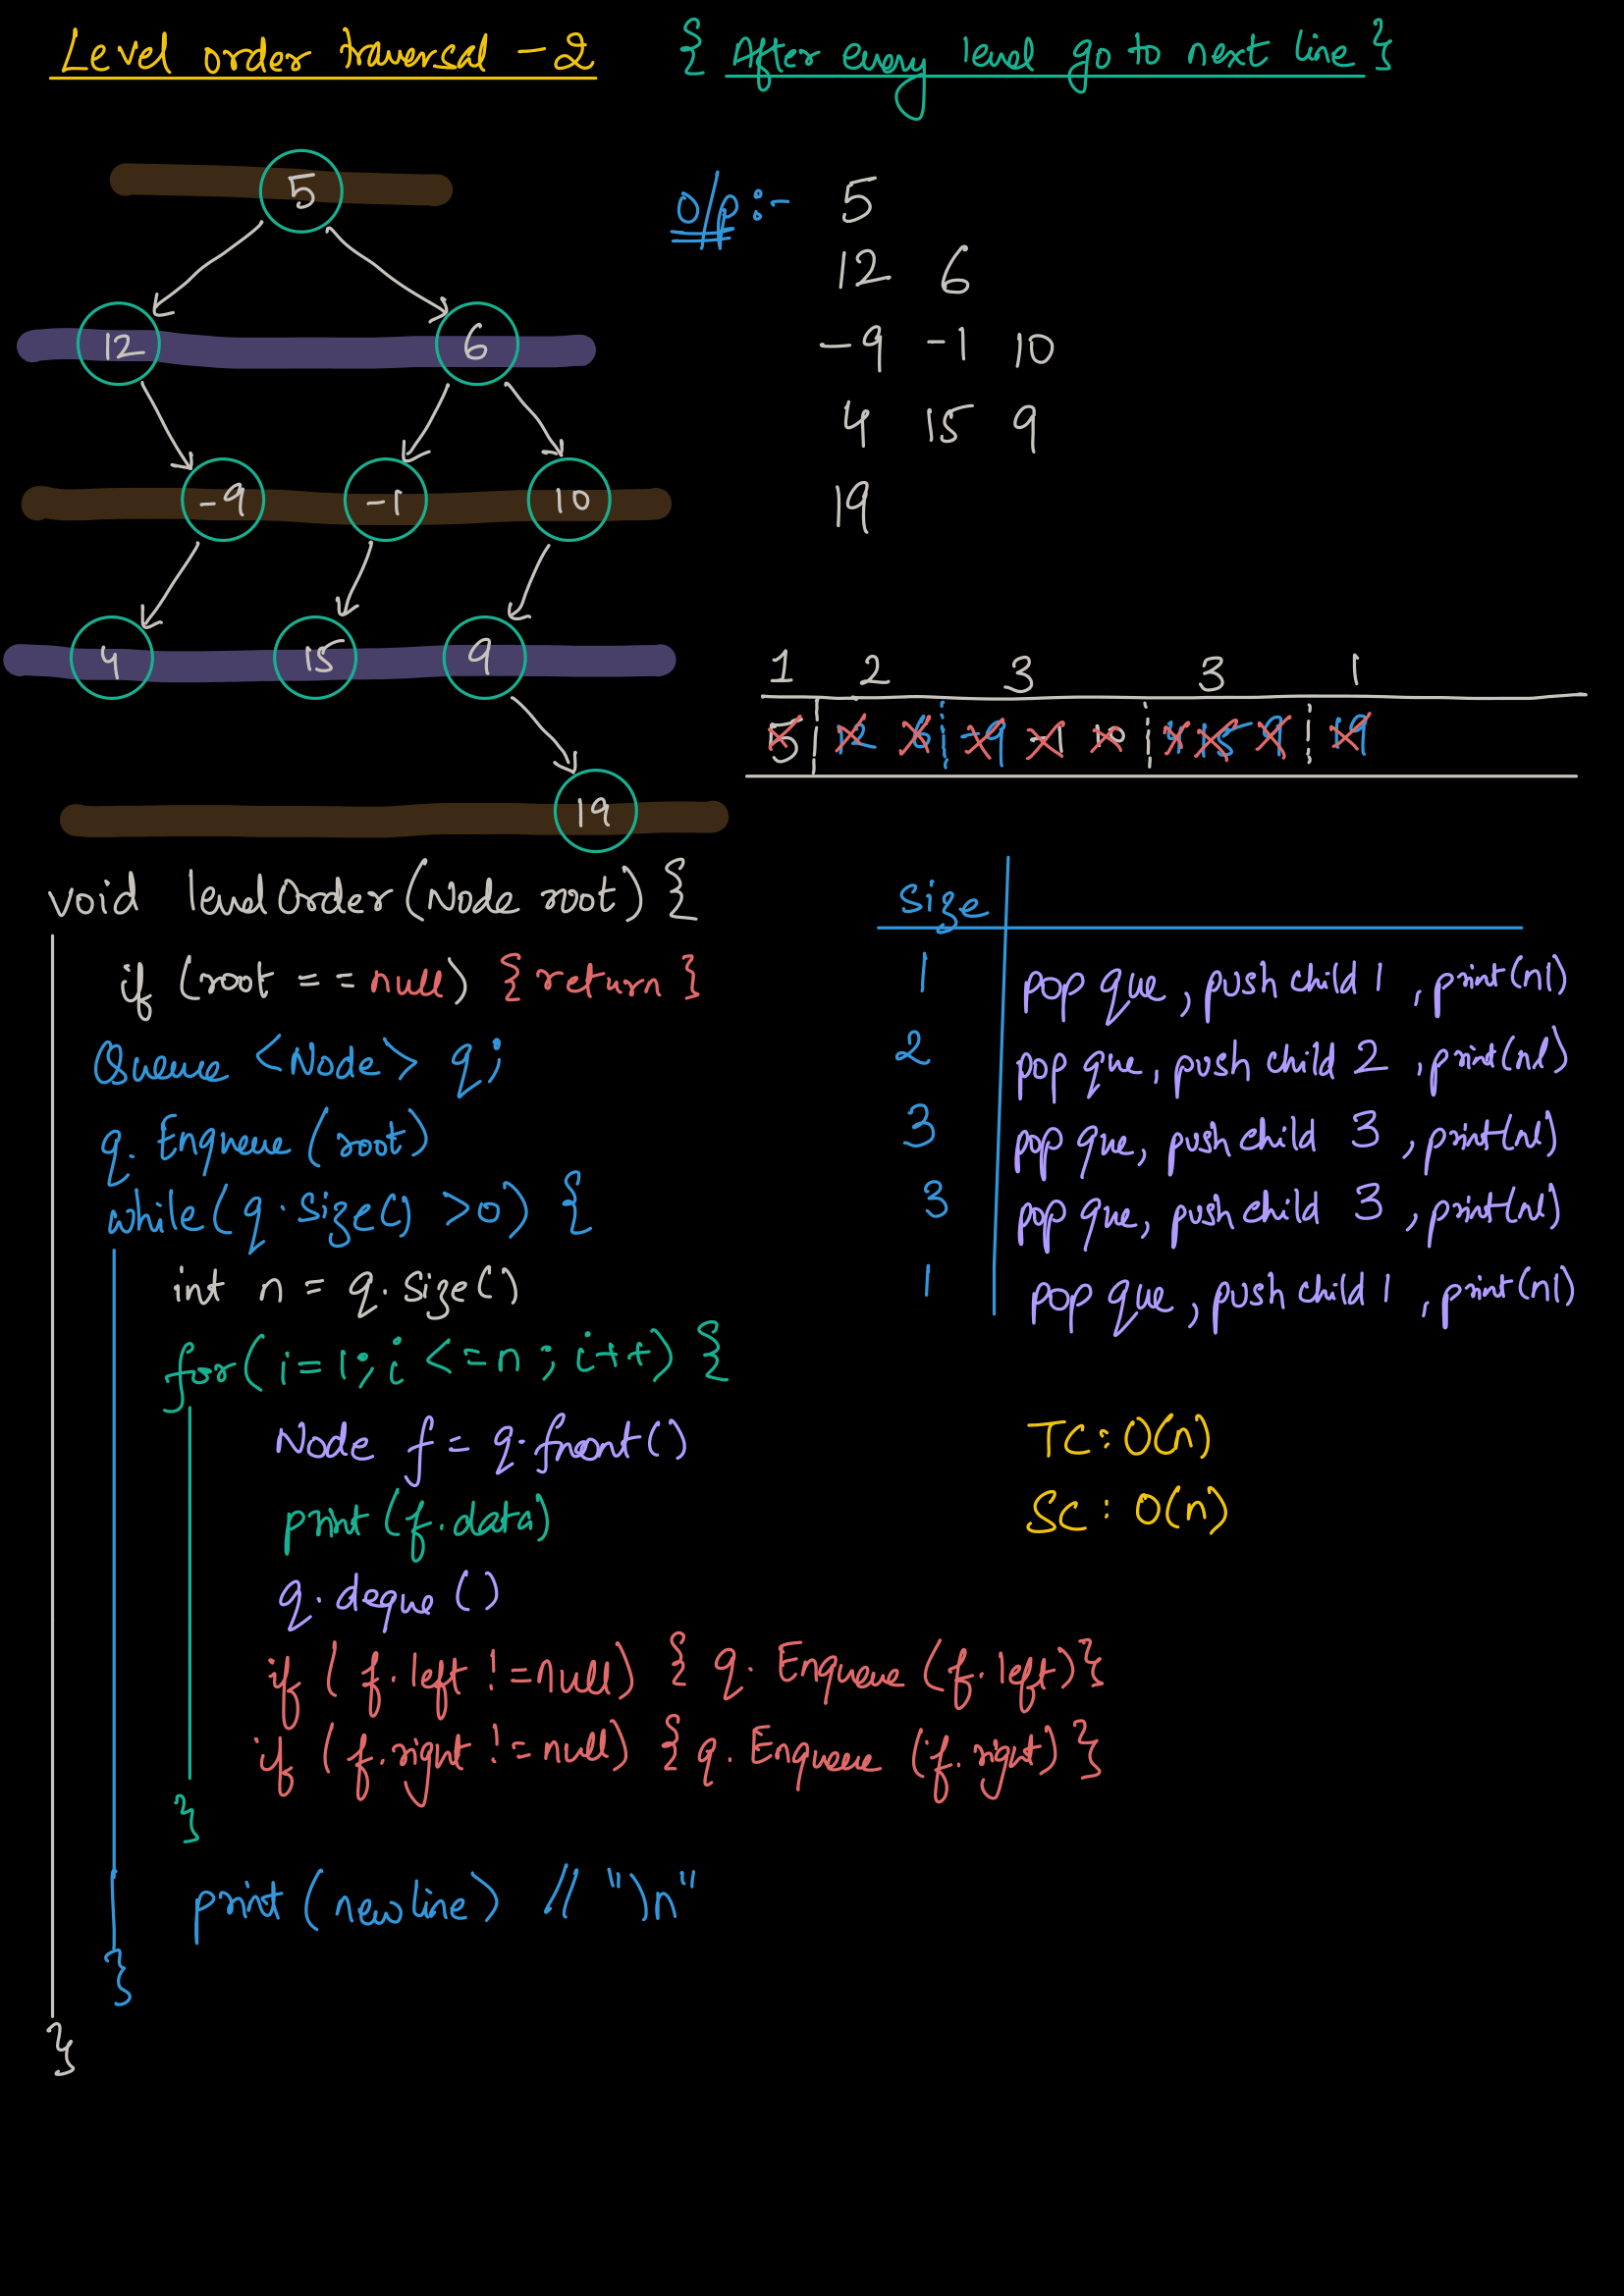 Level order traversal - 2 { After every level go to next line }
5
12 6
-9 -1 10
4 15 9
19
o/p :- 5
12 6
-9 -1 10
4 15 9
19
1 2 3 3 1
5 12 6 -9 -1 10 4 15 9 19
void levelOrder(Node root) {
if (root == null) { return }
Queue <Node> q;
q. Enqueue (root)
while( q.size() >0) {
int n = q.size()
for( i=1; i <=n ; i++) {
Node f = q.front()
print (f.data)
q.deque ()
if ( f.left !=null) { q. Enqueue (f.left)}
if ( f.right != null) { q. Enqueue (f.right) }
}
print (newline) // "\n"
}
}
size
1 pop que, push child 1, print(nl)
2 pop que, push child 2, print(nl)
3 pop que, push child 3, print(nl)
3 pop que, push child 3, print(nl)
1 pop que, push child 1, print(nl)
TC: O(n)
SC: O(n)